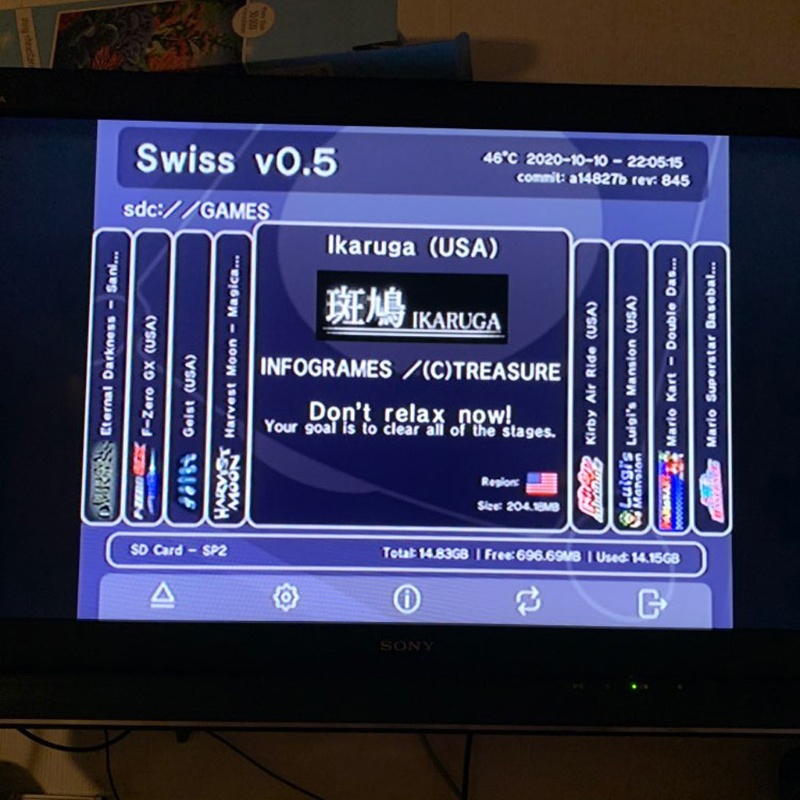 Swiss v0.5
46°C 2020-10-10 - 22:05:15
commit: a14827b rev: 845
sdc://GAMES
Eternal Darkness - Sani...
F-Zero GX (USA)
Geist (USA)
Harvest Moon - Magica...
HARVEST MOON
Ikaruga (USA)
斑鳩 IKARUGA
INFOGRAMES /(C)TREASURE
Don't relax now!
Your goal is to clear all of the stages.
Region:
Size: 204.18MB
Kirby Air Ride (USA)
Luigi's Mansion (USA)
Luigi's Mansion
Mario Kart - Double Das...
Mario Superstar Basebal...
SD Card - SP2
Total: 14.83GB | Free: 696.69MB | Used: 14.15GB
SONY